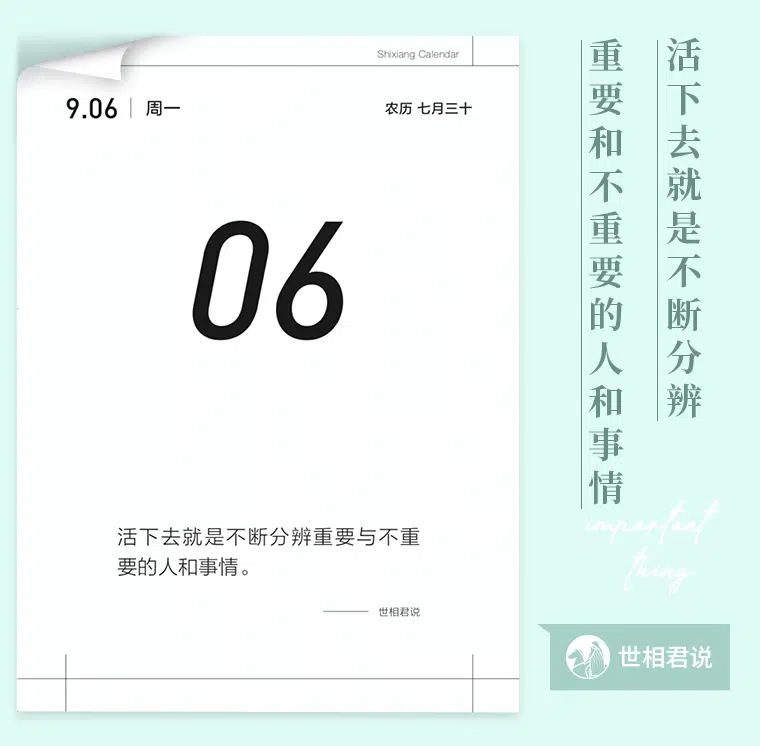 Shixiang Calendar
9.06 周一
农历 七月三十
06
活下去就是不断分辨重要与不重
要的人和事情。
世相君说
活下去就是不断分辨
重要和不重要的人和事情
important
thing
世相君说